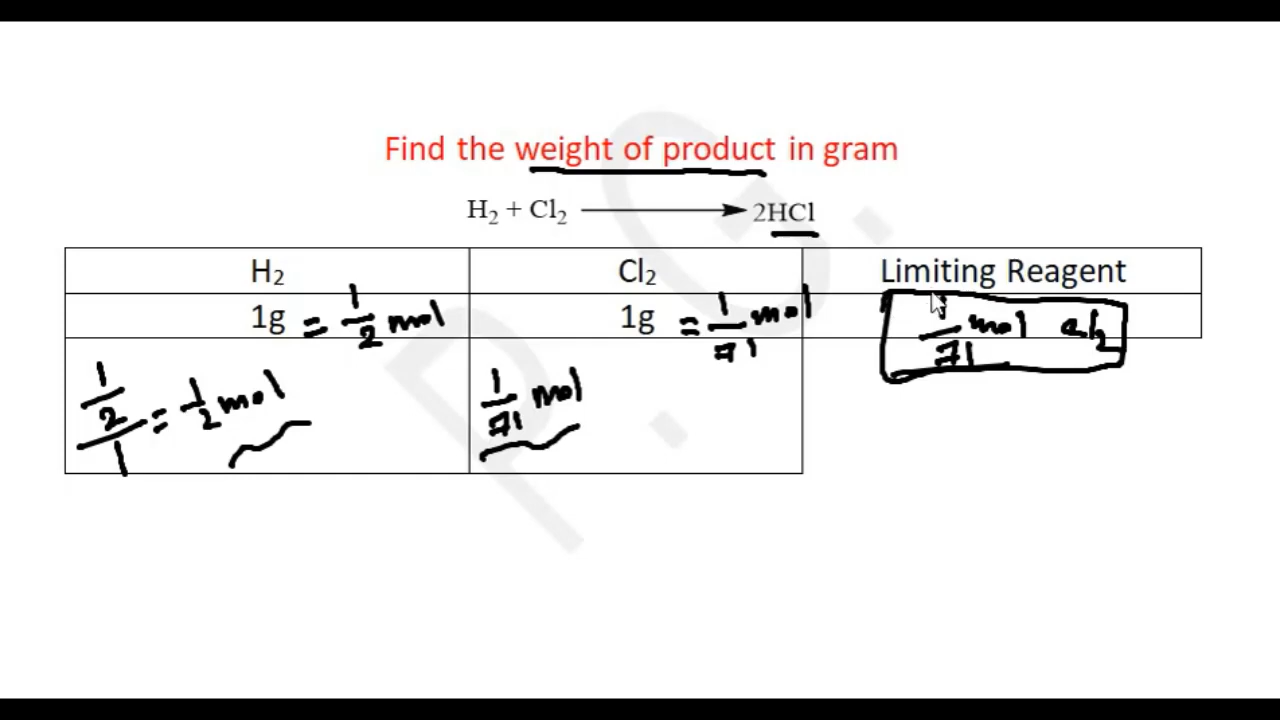 Find the weight of product in gram
H₂ + Cl₂ ⟶ 2HCl
H₂ Cl₂ Limiting Reagent
1g = 1/2 mol 1g = 1/71 mol 1/71 mol Cl₂
(1/2)/1 = 1/2 mol 1/71 mol
P. G.